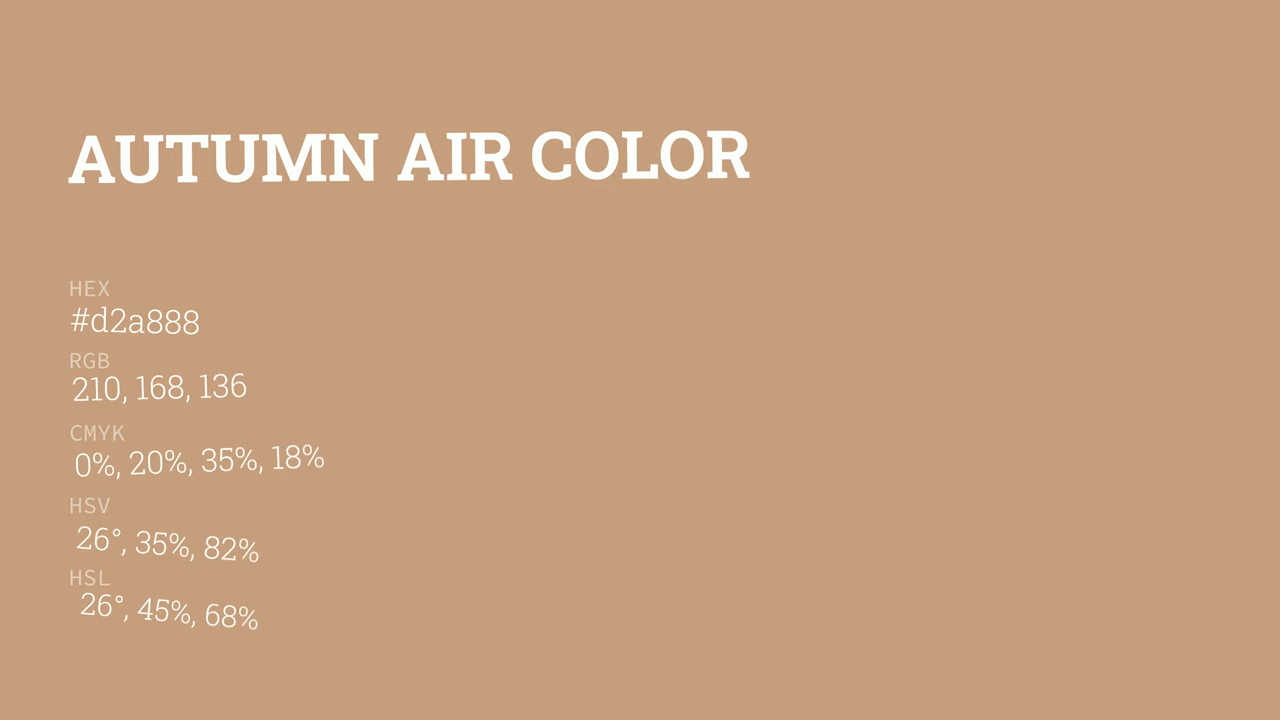 AUTUMN AIR COLOR
HEX
#d2a888
RGB
210, 168, 136
CMYK
0%, 20%, 35%, 18%
HSV
26°, 35%, 82%
HSL
26°, 45%, 68%